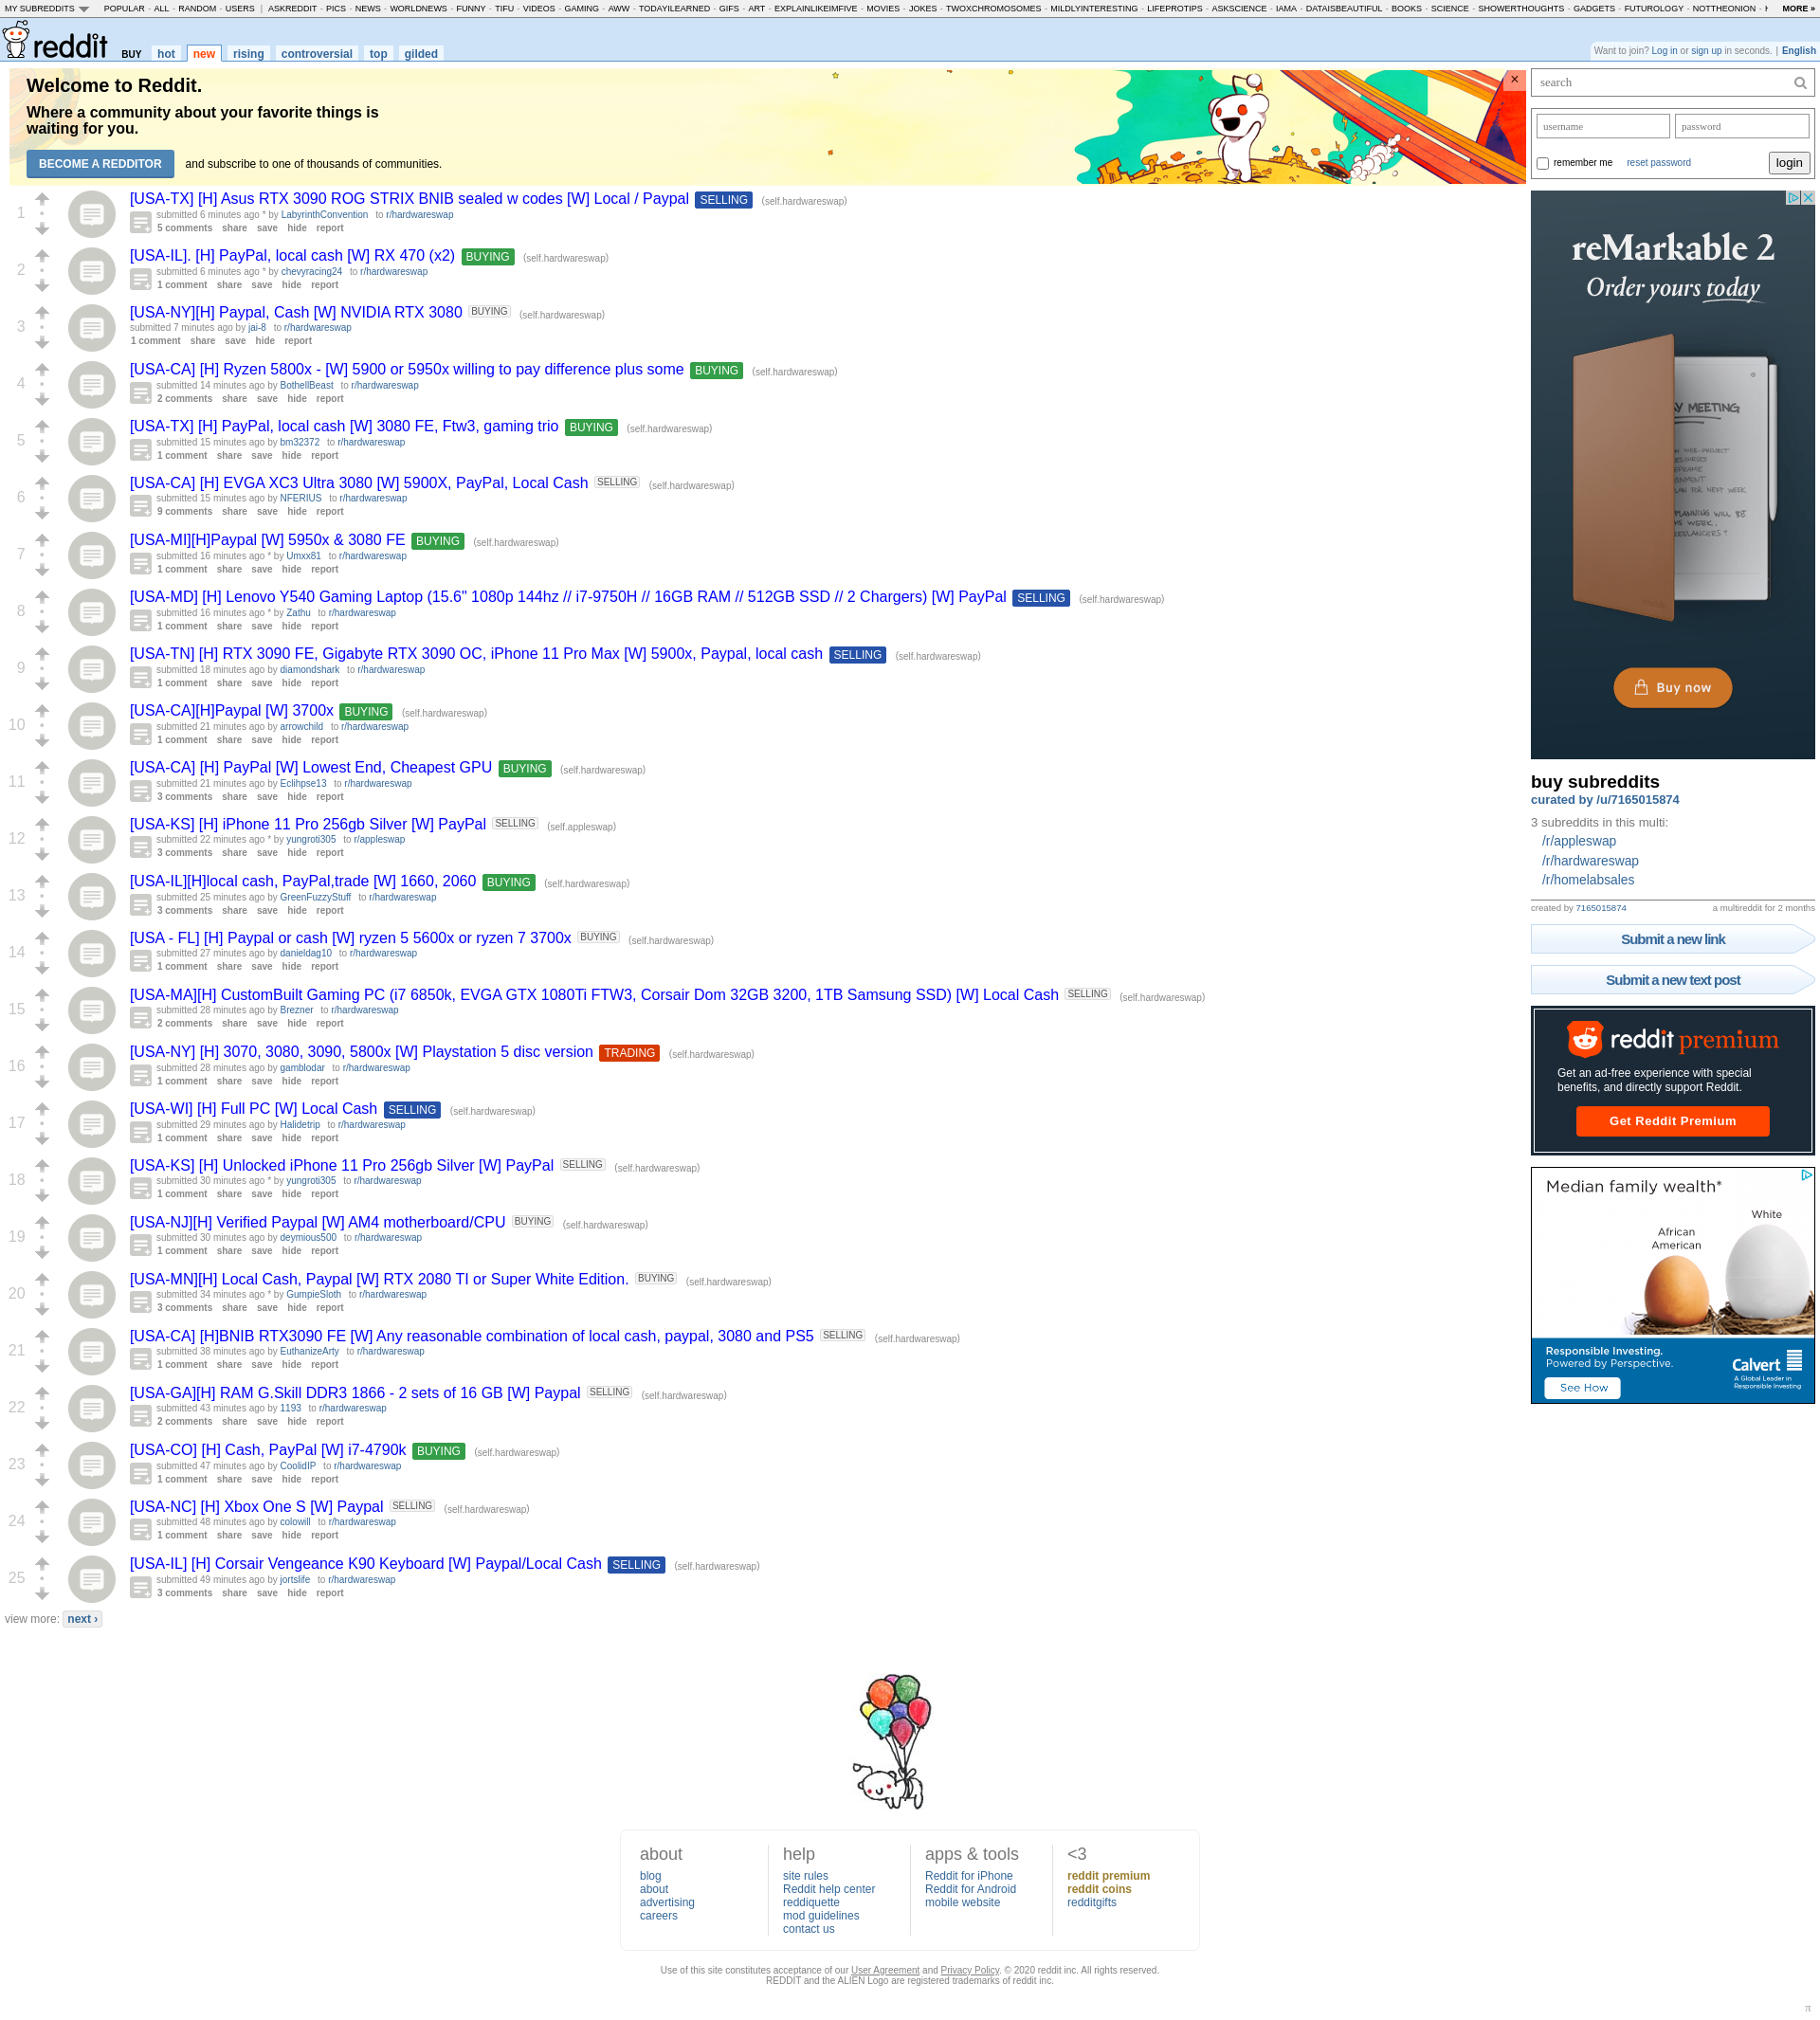 MY SUBREDDITS POPULAR - ALL - RANDOM - USERS | ASKREDDIT - PICS - NEWS - WORLDNEWS - FUNNY - TIFU - VIDEOS - GAMING - AWW - TODAYILEARNED - GIFS - ART - EXPLAINLIKEIMFIVE - MOVIES - JOKES - TWOXCHROMOSOMES - MILDLYINTERESTING - LIFEPROTIPS - ASKSCIENCE - IAMA - DATAISBEAUTIFUL - BOOKS - SCIENCE - SHOWERTHOUGHTS - GADGETS - FUTUROLOGY - NOTTHEONION - MORE »
reddit BUY hot new rising controversial top gilded
Want to join? Log in or sign up in seconds. | English
Welcome to Reddit.
Where a community about your favorite things is
waiting for you.
BECOME A REDDITOR and subscribe to one of thousands of communities.
×
1
[USA-TX] [H] Asus RTX 3090 ROG STRIX BNIB sealed w codes [W] Local / Paypal SELLING (self.hardwareswap)
submitted 6 minutes ago * by LabyrinthConvention to r/hardwareswap
5 comments share save hide report
2
[USA-IL]. [H] PayPal, local cash [W] RX 470 (x2) BUYING (self.hardwareswap)
submitted 6 minutes ago * by chevyracing24 to r/hardwareswap
1 comment share save hide report
3
[USA-NY][H] Paypal, Cash [W] NVIDIA RTX 3080 BUYING (self.hardwareswap)
submitted 7 minutes ago by jai-8 to r/hardwareswap
1 comment share save hide report
4
[USA-CA] [H] Ryzen 5800x - [W] 5900 or 5950x willing to pay difference plus some BUYING (self.hardwareswap)
submitted 14 minutes ago by BothellBeast to r/hardwareswap
2 comments share save hide report
5
[USA-TX] [H] PayPal, local cash [W] 3080 FE, Ftw3, gaming trio BUYING (self.hardwareswap)
submitted 15 minutes ago by bm32372 to r/hardwareswap
1 comment share save hide report
6
[USA-CA] [H] EVGA XC3 Ultra 3080 [W] 5900X, PayPal, Local Cash SELLING (self.hardwareswap)
submitted 15 minutes ago by NFERIUS to r/hardwareswap
9 comments share save hide report
7
[USA-MI][H]Paypal [W] 5950x & 3080 FE BUYING (self.hardwareswap)
submitted 16 minutes ago * by Umxx81 to r/hardwareswap
1 comment share save hide report
8
[USA-MD] [H] Lenovo Y540 Gaming Laptop (15.6" 1080p 144hz // i7-9750H // 16GB RAM // 512GB SSD // 2 Chargers) [W] PayPal SELLING (self.hardwareswap)
submitted 16 minutes ago * by Zathu to r/hardwareswap
1 comment share save hide report
9
[USA-TN] [H] RTX 3090 FE, Gigabyte RTX 3090 OC, iPhone 11 Pro Max [W] 5900x, Paypal, local cash SELLING (self.hardwareswap)
submitted 18 minutes ago by diamondshark to r/hardwareswap
1 comment share save hide report
10
[USA-CA][H]Paypal [W] 3700x BUYING (self.hardwareswap)
submitted 21 minutes ago by arrowchild to r/hardwareswap
1 comment share save hide report
11
[USA-CA] [H] PayPal [W] Lowest End, Cheapest GPU BUYING (self.hardwareswap)
submitted 21 minutes ago by Eclihpse13 to r/hardwareswap
3 comments share save hide report
12
[USA-KS] [H] iPhone 11 Pro 256gb Silver [W] PayPal SELLING (self.appleswap)
submitted 22 minutes ago * by yungroti305 to r/appleswap
3 comments share save hide report
13
[USA-IL][H]local cash, PayPal,trade [W] 1660, 2060 BUYING (self.hardwareswap)
submitted 25 minutes ago by GreenFuzzyStuff to r/hardwareswap
3 comments share save hide report
14
[USA - FL] [H] Paypal or cash [W] ryzen 5 5600x or ryzen 7 3700x BUYING (self.hardwareswap)
submitted 27 minutes ago by danieldag10 to r/hardwareswap
1 comment share save hide report
15
[USA-MA][H] CustomBuilt Gaming PC (i7 6850k, EVGA GTX 1080Ti FTW3, Corsair Dom 32GB 3200, 1TB Samsung SSD) [W] Local Cash SELLING (self.hardwareswap)
submitted 28 minutes ago by Brezner to r/hardwareswap
2 comments share save hide report
16
[USA-NY] [H] 3070, 3080, 3090, 5800x [W] Playstation 5 disc version TRADING (self.hardwareswap)
submitted 28 minutes ago by gamblodar to r/hardwareswap
1 comment share save hide report
17
[USA-WI] [H] Full PC [W] Local Cash SELLING (self.hardwareswap)
submitted 29 minutes ago by Halidetrip to r/hardwareswap
1 comment share save hide report
18
[USA-KS] [H] Unlocked iPhone 11 Pro 256gb Silver [W] PayPal SELLING (self.hardwareswap)
submitted 30 minutes ago * by yungroti305 to r/hardwareswap
1 comment share save hide report
19
[USA-NJ][H] Verified Paypal [W] AM4 motherboard/CPU BUYING (self.hardwareswap)
submitted 30 minutes ago by deymious500 to r/hardwareswap
1 comment share save hide report
20
[USA-MN][H] Local Cash, Paypal [W] RTX 2080 TI or Super White Edition. BUYING (self.hardwareswap)
submitted 34 minutes ago * by GumpieSloth to r/hardwareswap
3 comments share save hide report
21
[USA-CA] [H]BNIB RTX3090 FE [W] Any reasonable combination of local cash, paypal, 3080 and PS5 SELLING (self.hardwareswap)
submitted 38 minutes ago by EuthanizeArty to r/hardwareswap
1 comment share save hide report
22
[USA-GA][H] RAM G.Skill DDR3 1866 - 2 sets of 16 GB [W] Paypal SELLING (self.hardwareswap)
submitted 43 minutes ago by 1193 to r/hardwareswap
2 comments share save hide report
23
[USA-CO] [H] Cash, PayPal [W] i7-4790k BUYING (self.hardwareswap)
submitted 47 minutes ago by CoolidIP to r/hardwareswap
1 comment share save hide report
24
[USA-NC] [H] Xbox One S [W] Paypal SELLING (self.hardwareswap)
submitted 48 minutes ago by colowill to r/hardwareswap
1 comment share save hide report
25
[USA-IL] [H] Corsair Vengeance K90 Keyboard [W] Paypal/Local Cash SELLING (self.hardwareswap)
submitted 49 minutes ago by jortslife to r/hardwareswap
3 comments share save hide report
view more: next ›
search
username password
remember me reset password login
reMarkable 2
Order yours today
MEETING
Buy now
buy subreddits
curated by /u/7165015874
3 subreddits in this multi:
/r/appleswap
/r/hardwareswap
/r/homelabsales
created by 7165015874 a multireddit for 2 months
Submit a new link
Submit a new text post
reddit premium
Get an ad-free experience with special
benefits, and directly support Reddit.
Get Reddit Premium
Median family wealth*
White
African
American
Responsible Investing.
Powered by Perspective.
See How
Calvert
A Global Leader in
Responsible Investing
about
blog
about
advertising
careers
help
site rules
Reddit help center
reddiquette
mod guidelines
contact us
apps & tools
Reddit for iPhone
Reddit for Android
mobile website
<3
reddit premium
reddit coins
redditgifts
Use of this site constitutes acceptance of our User Agreement and Privacy Policy. © 2020 reddit inc. All rights reserved.
REDDIT and the ALIEN Logo are registered trademarks of reddit inc.
π